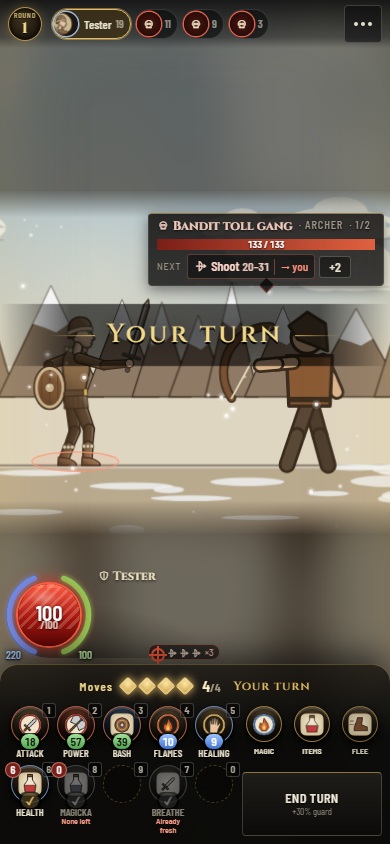 ROUND
1
Tester 19
11
9
3
BANDIT TOLL GANG · ARCHER · 1/2
133 / 133
NEXT Shoot 20-31 → you +2
YOUR TURN
TESTER
100
/100
220
100
×3
Moves 4/4 YOUR TURN
1 2 3 4 5
18 57 39 10 9
ATTACK POWER BASH FLAMES HEALING MAGIC ITEMS FLEE
6 6 0 8 9 7 0
HEALTH MAGICKA BREATHE
None left Already
fresh
END TURN
+30% guard